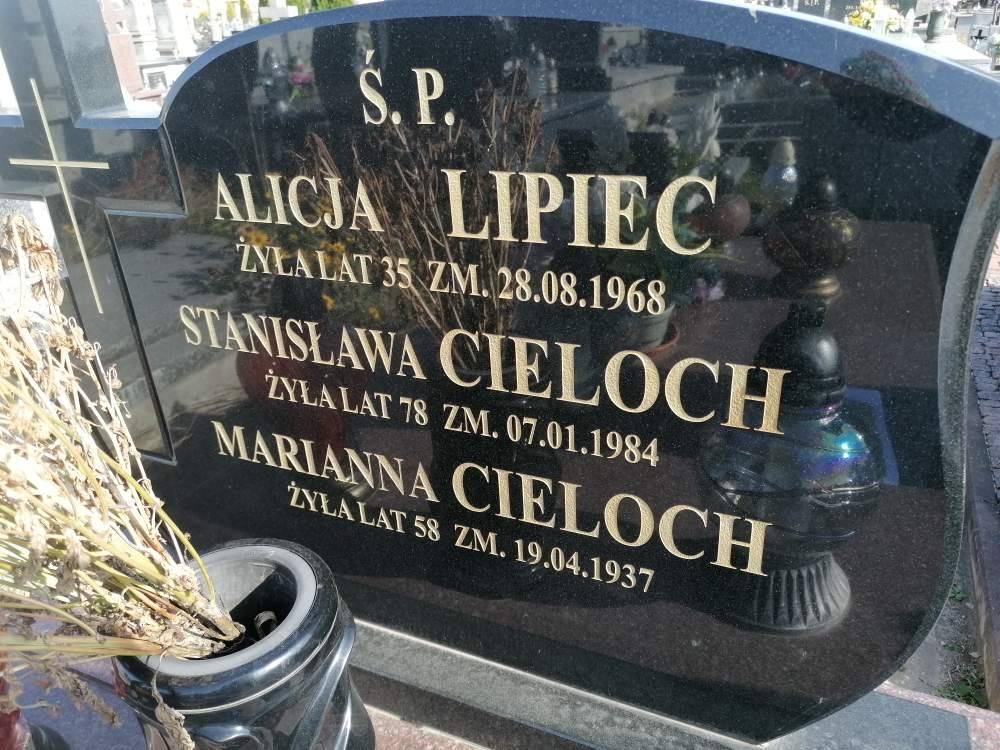 Ś. P.
ALICJA LIPIEC
ŻYŁA LAT 35 ZM. 28.08.1968
STANISŁAWA CIELOCH
ŻYŁA LAT 78 ZM. 07.01.1984
MARIANNA CIELOCH
ŻYŁA LAT 58 ZM. 19.04.1937